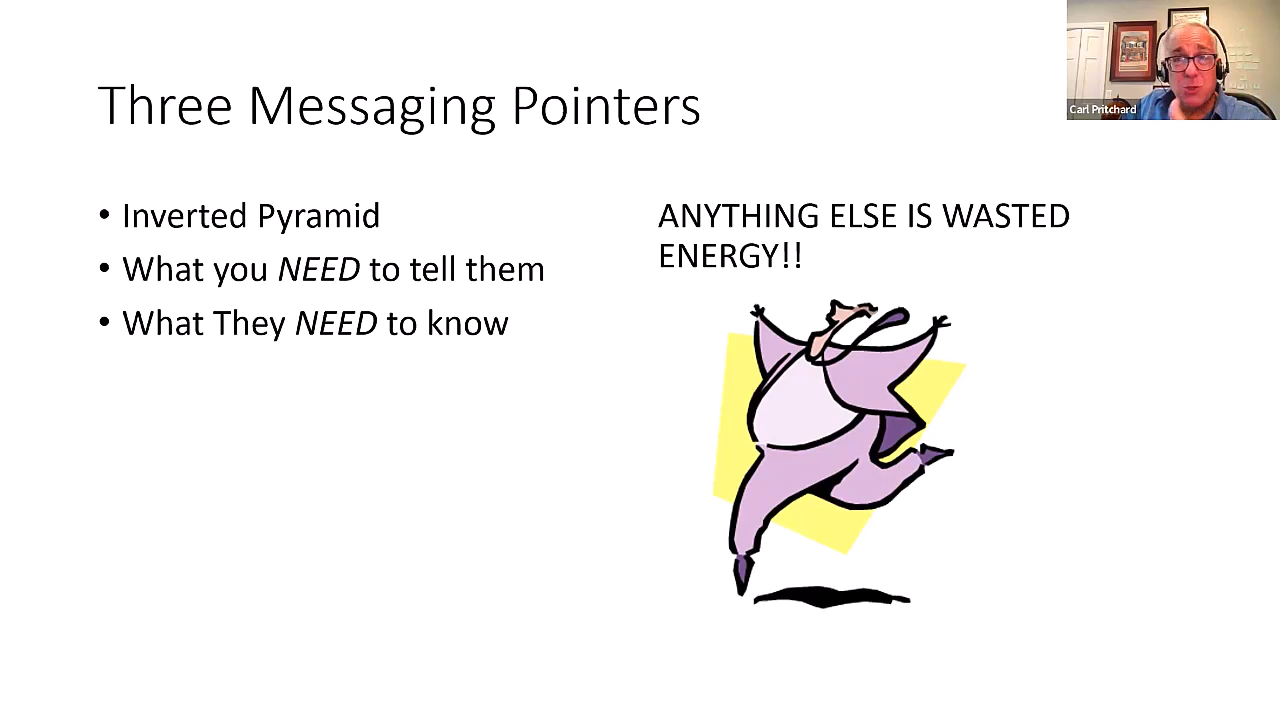 Three Messaging Pointers
• Inverted Pyramid
• What you NEED to tell them
• What They NEED to know
ANYTHING ELSE IS WASTED
ENERGY!!
Carl Pritchard